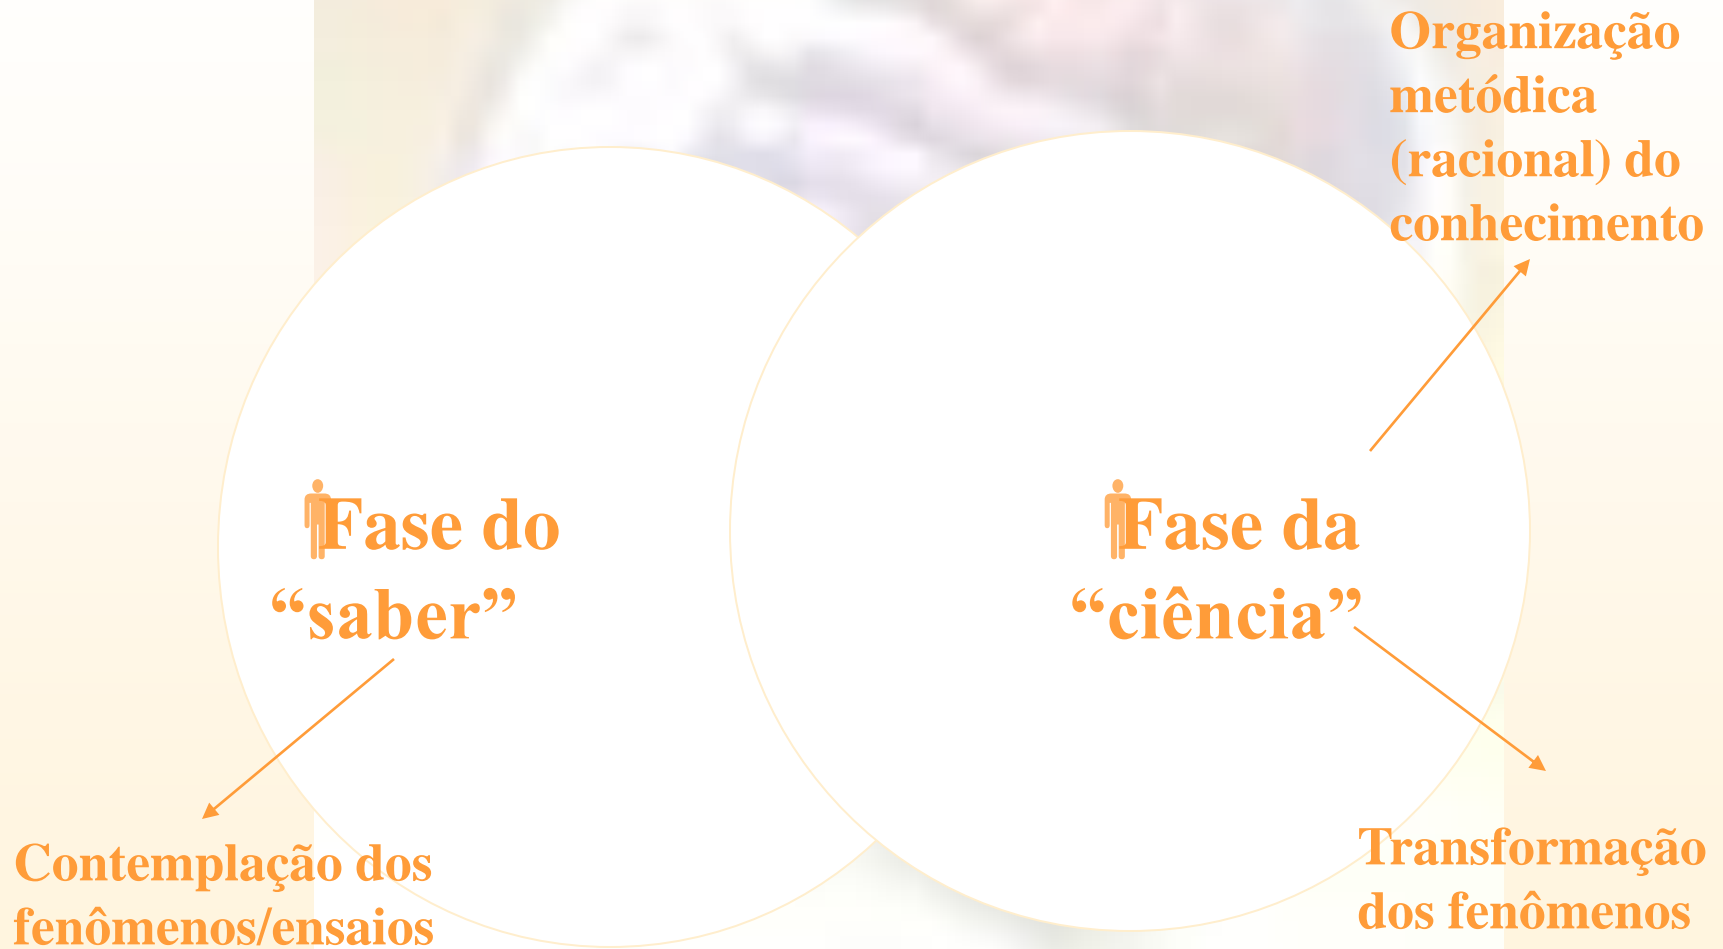 Organização
metódica
(racional) do
conhecimento
Fase do
“saber”
Fase da
“ciência”
Contemplação dos
fenômenos/ensaios
Transformação
dos fenômenos